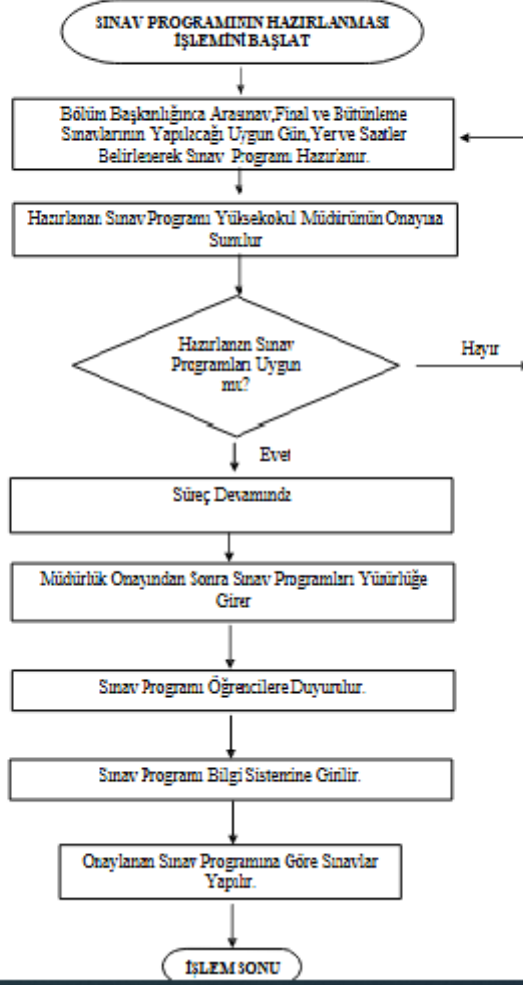 SINAV PROGRAMININ HAZIRLANMASI
İŞLEMİNİ BAŞLAT
Bölüm Başkanlığınca Arasınav,Final ve Bütünleme
Sınavlarının Yapılacağı Uygun Gün,Yer ve Saatler
Belirlenerek Sınav Programı Hazırlanır.
Hazırlanan Sınav Programı Yüksekokul Müdürünün Onayına
Sunulur
Hazırlanan Sınav
Programları Uygun
mu?
Hayır
Evet
Süreç Devamında
Müdürlük Onayından Sonra Sınav Programları Yürürlüğe
Girer
Sınav Programı Öğrencilere Duyurulur.
Sınav Programı Bilgi Sistemine Girilir.
Onaylanan Sınav Programına Göre Sınavlar
Yapılır.
İŞLEM SONU